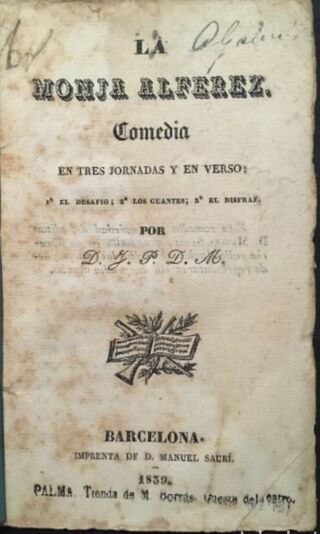 LA
MONJA ALFEREZ.
Comedia
EN TRES JORNADAS Y EN VERSO:
1ª EL DESAFIO; 2ª LOS GUANTES; 3ª EL DISFRAZ.
POR
D. J. P. D. M.
BARCELONA.
IMPRENTA DE D. MANUEL SAURÍ.
1839.
PALMA. Tienda de M. Borrás. Cuesta del teatro.